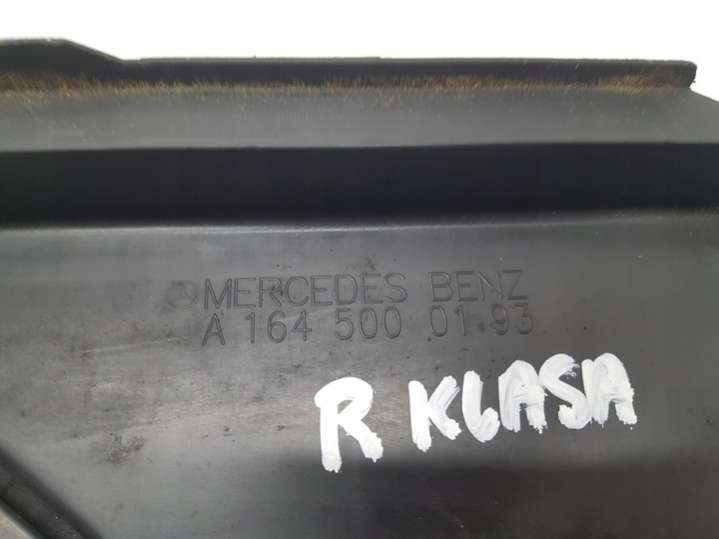 MERCEDES BENZ
A 164 500 01 93
R KLASA